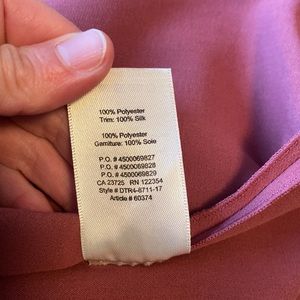 100% Polyester
Trim: 100% Silk
100% Polyester
Garniture: 100% Soie
P.O. # 4500069827
P.O. # 4500069828
P.O. # 4500069829
CA 23725 RN 122354
Style # DTR4-8711-17
Article # 60374